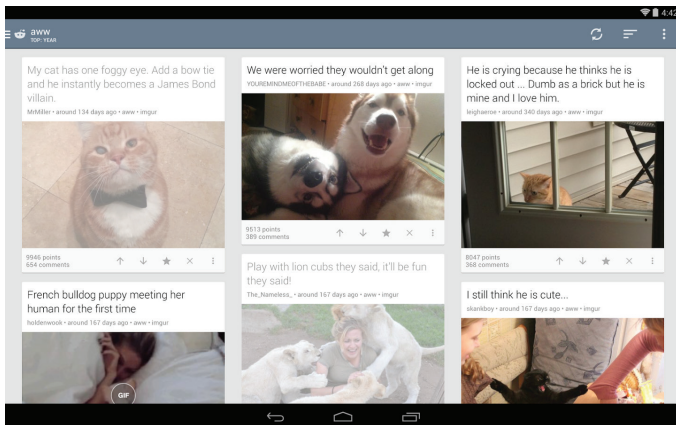 4:42
aww
TOP: YEAR
My cat has one foggy eye. Add a bow tie
and he instantly becomes a James Bond
villain.
MrMiller • around 134 days ago • aww • imgur
9946 points
654 comments
French bulldog puppy meeting her
human for the first time
holdenwook • around 167 days ago • aww • imgur
GIF
We were worried they wouldn't get along
YOUREMINDMEOFTHEBABE • around 268 days ago • aww • imgur
9513 points
389 comments
Play with lion cubs they said, it'll be fun
they said!
The_Nameless_ • around 167 days ago • aww • imgur
He is crying because he thinks he is
locked out ... Dumb as a brick but he is
mine and I love him.
leighaeroe • around 340 days ago • aww • imgur
8047 points
368 comments
I still think he is cute...
skankboy • around 167 days ago • aww • imgur